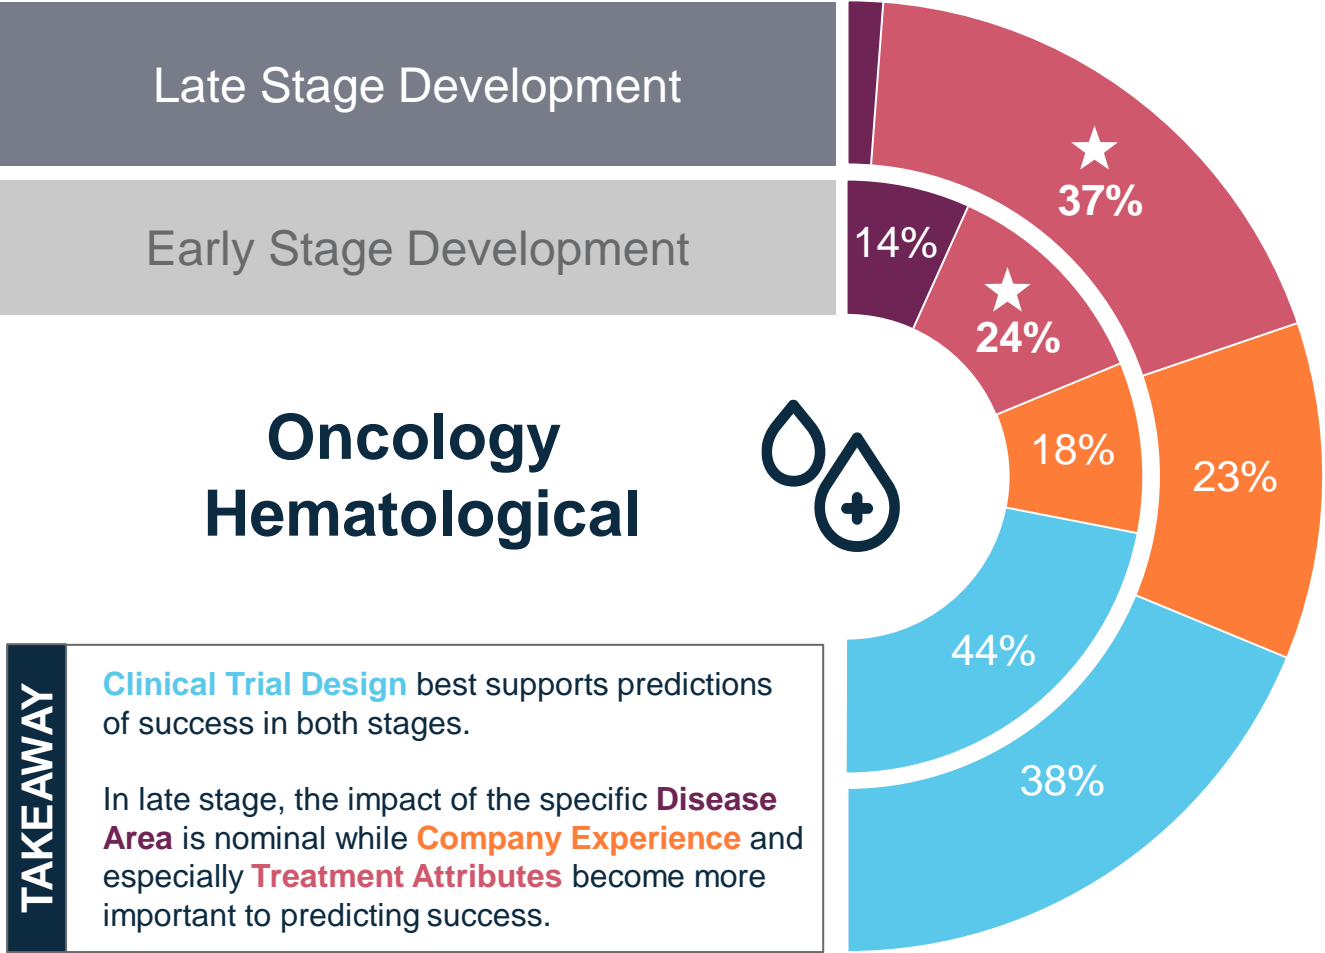 Late Stage Development
37%
Early Stage Development
14%
24%
Oncology
Hematological
18%
23%
44%
38%
TAKEAWAY
Clinical Trial Design best supports predictions
of success in both stages.
In late stage, the impact of the specific Disease
Area is nominal while Company Experience and
especially Treatment Attributes become more
important to predicting success.